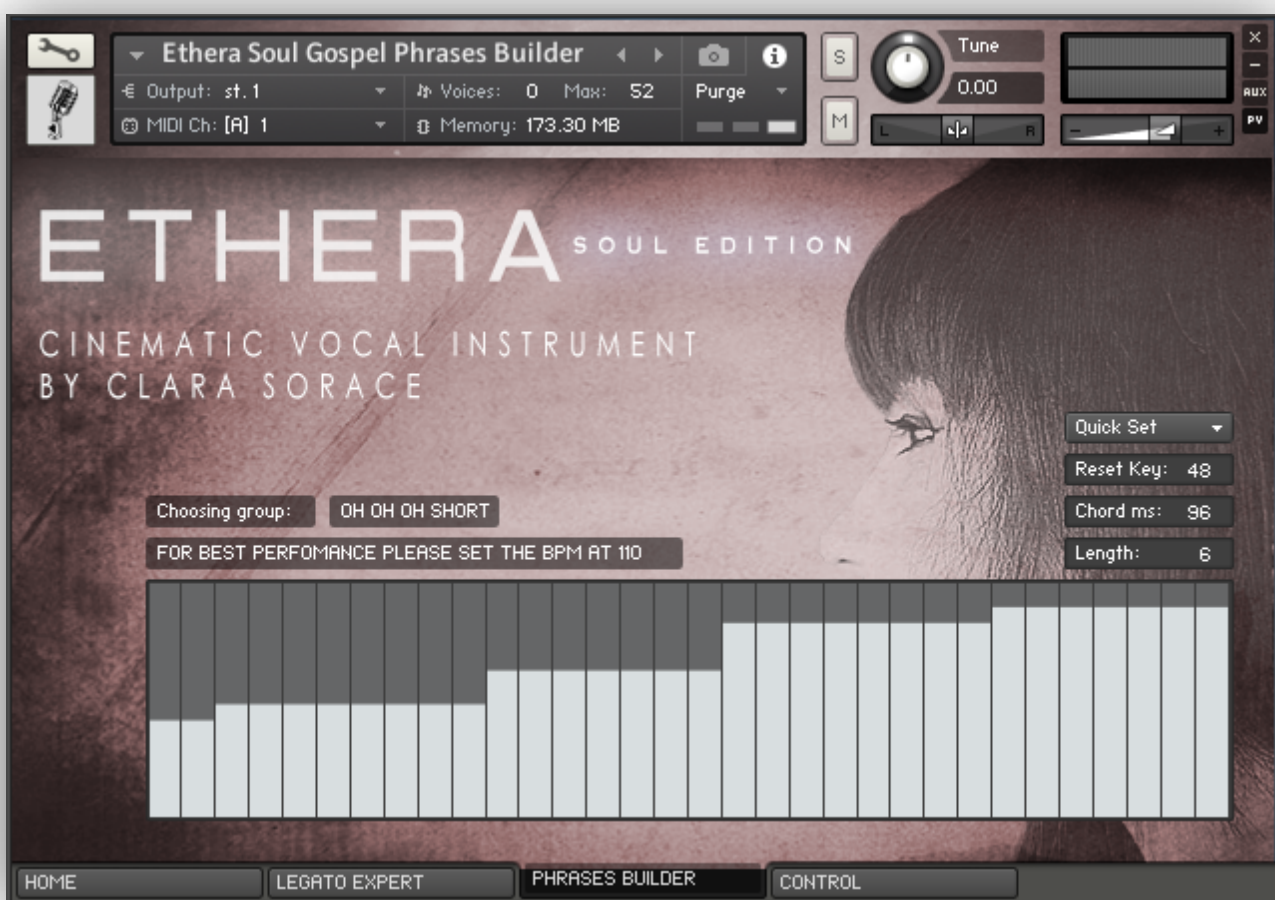 Ethera Soul Gospel Phrases Builder
Output: st.1
Voices: 0 Max: 52
Purge
MIDI Ch: [A] 1
Memory: 173.30 MB
S
M
Tune
0.00
L
R
-
+
X
-
AUX
PV
ETHERA SOUL EDITION
CINEMATIC VOCAL INSTRUMENT
BY CLARA SORACE
Quick Set
Reset Key: 48
Chord ms: 96
Length: 6
Choosing group: OH OH OH SHORT
FOR BEST PERFOMANCE PLEASE SET THE BPM AT 110
HOME
LEGATO EXPERT
PHRASES BUILDER
CONTROL